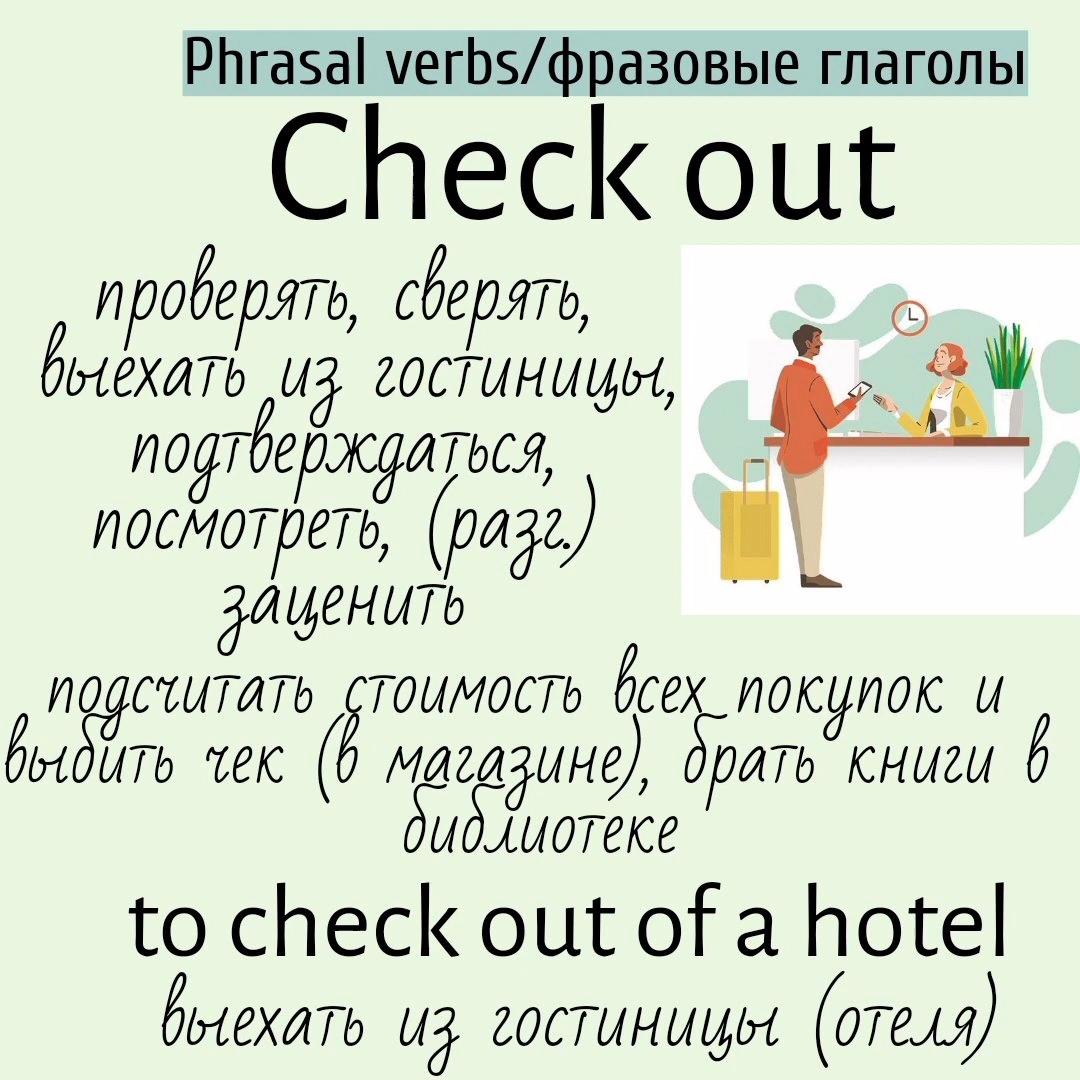 Phrasal verbs/фразовые глаголы
Check out
проверять, сверять,
выехать из гостиницы,
подтверждаться,
посмотреть, (разг.)
заценить
подсчитать стоимость всех покупок и
выбить чек (в магазине), брать книги в
библиотеке
to check out of a hotel
выехать из гостиницы (отеля)